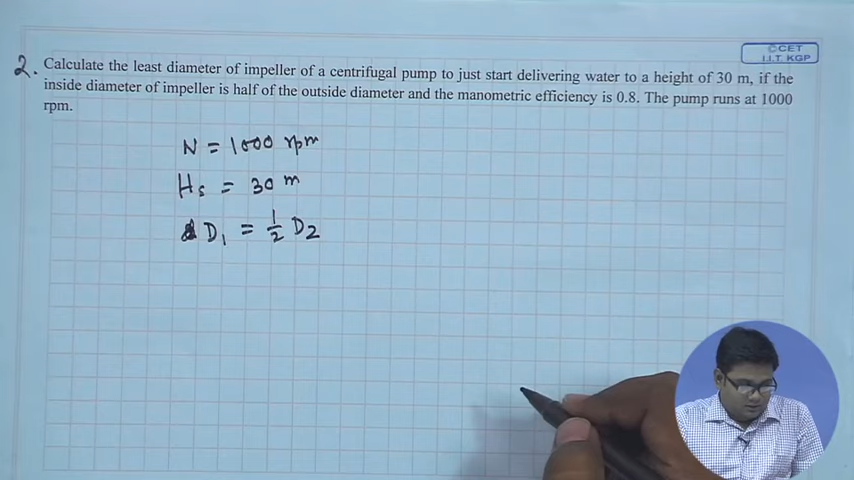 ©CET
I.I.T. KGP
2. Calculate the least diameter of impeller of a centrifugal pump to just start delivering water to a height of 30 m, if the
inside diameter of impeller is half of the outside diameter and the manometric efficiency is 0.8. The pump runs at 1000
rpm.
N = 1000 rpm
Hs = 30 m
D1 = 1/2 D2